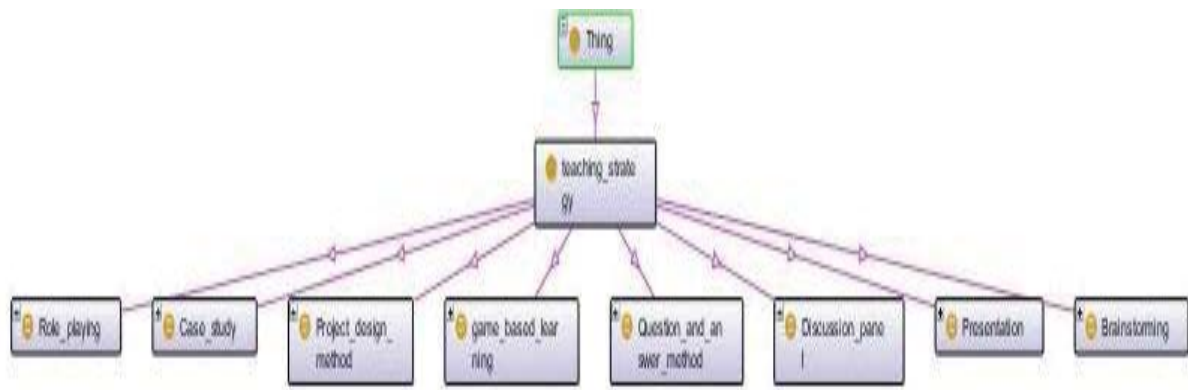 Thing
teaching_strate
gy
Role_playing
Case_study
Project_design_
method
game_based_lear
ning
Question_and_an
swer_method
Discussion_pane
l
Presentation
Brainstorming